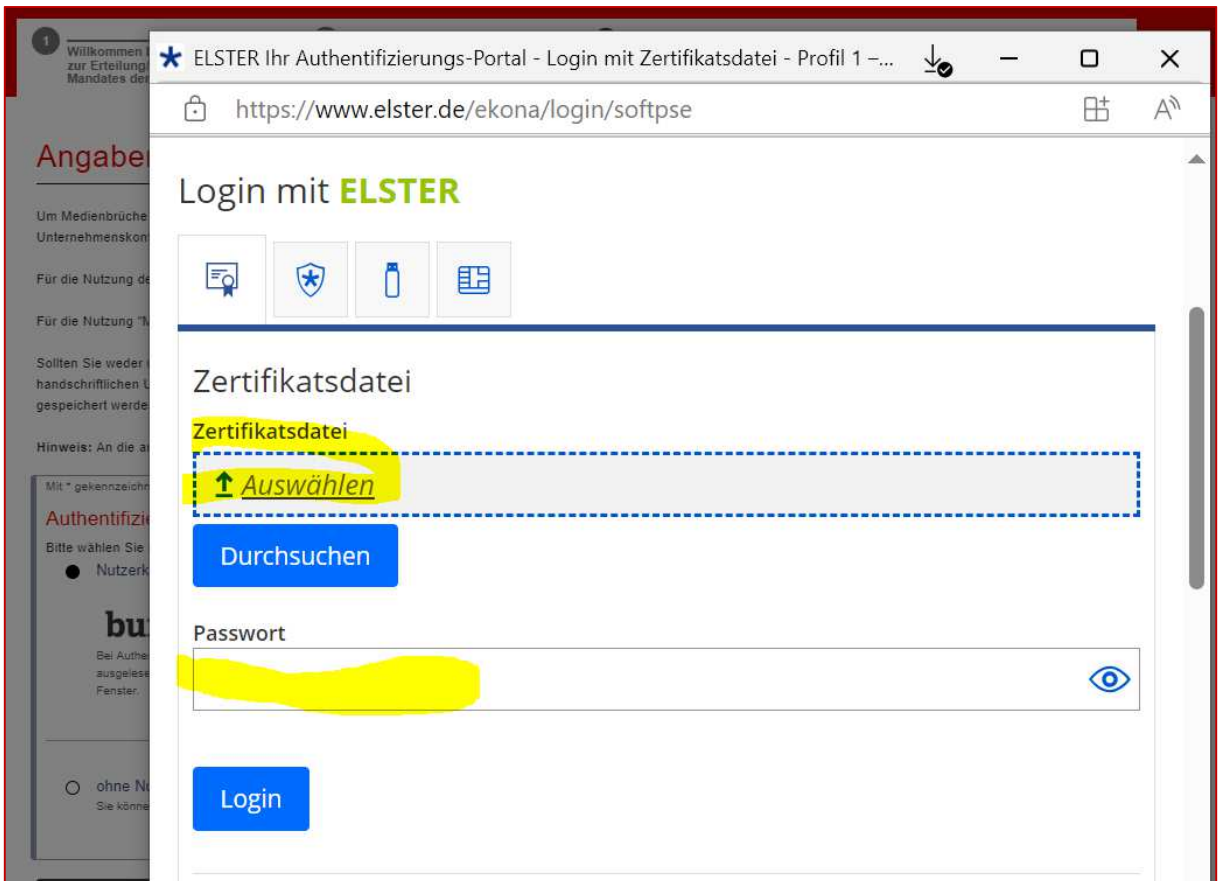 1
Willkommen
zur Erteilung
Mandates der
ELSTER Ihr Authentifizierungs-Portal - Login mit Zertifikatsdatei - Profil 1 –...
https://www.elster.de/ekona/login/softpse
Angaben
Um Medienbrüche
Unternehmenskon
Für die Nutzung de
Für die Nutzung "M
Sollten Sie weder
handschriftlichen U
gespeichert werde
Hinweis: An die a
Mit * gekennzeichn
Authentifizie
Bitte wählen Sie
Nutzerk
bu
Bei Authe
ausgelese
Fenster.
ohne Nu
Sie könne
Login mit ELSTER
Zertifikatsdatei
Zertifikatsdatei
Auswählen
Durchsuchen
Passwort
Login